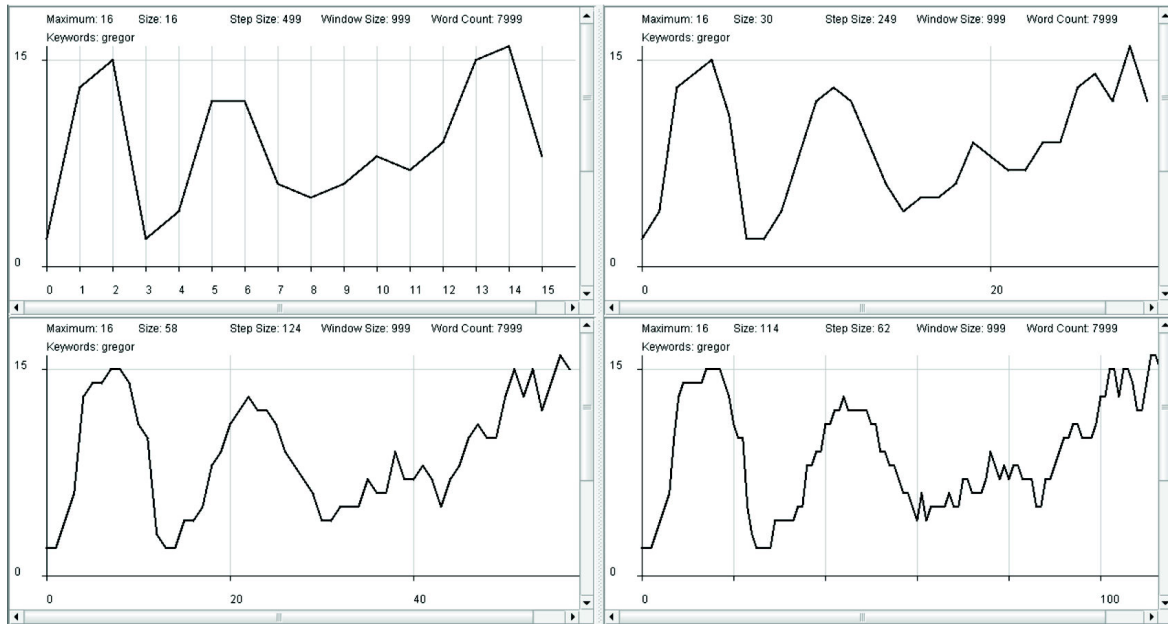 Maximum: 16 Size: 16 Step Size: 499 Window Size: 999 Word Count: 7999
Keywords: gregor
15
0
0 1 2 3 4 5 6 7 8 9 10 11 12 13 14 15
Maximum: 16 Size: 30 Step Size: 249 Window Size: 999 Word Count: 7999
Keywords: gregor
15
0
0 20
Maximum: 16 Size: 58 Step Size: 124 Window Size: 999 Word Count: 7999
Keywords: gregor
15
0
0 20 40
Maximum: 16 Size: 114 Step Size: 62 Window Size: 999 Word Count: 7999
Keywords: gregor
15
0
0 100